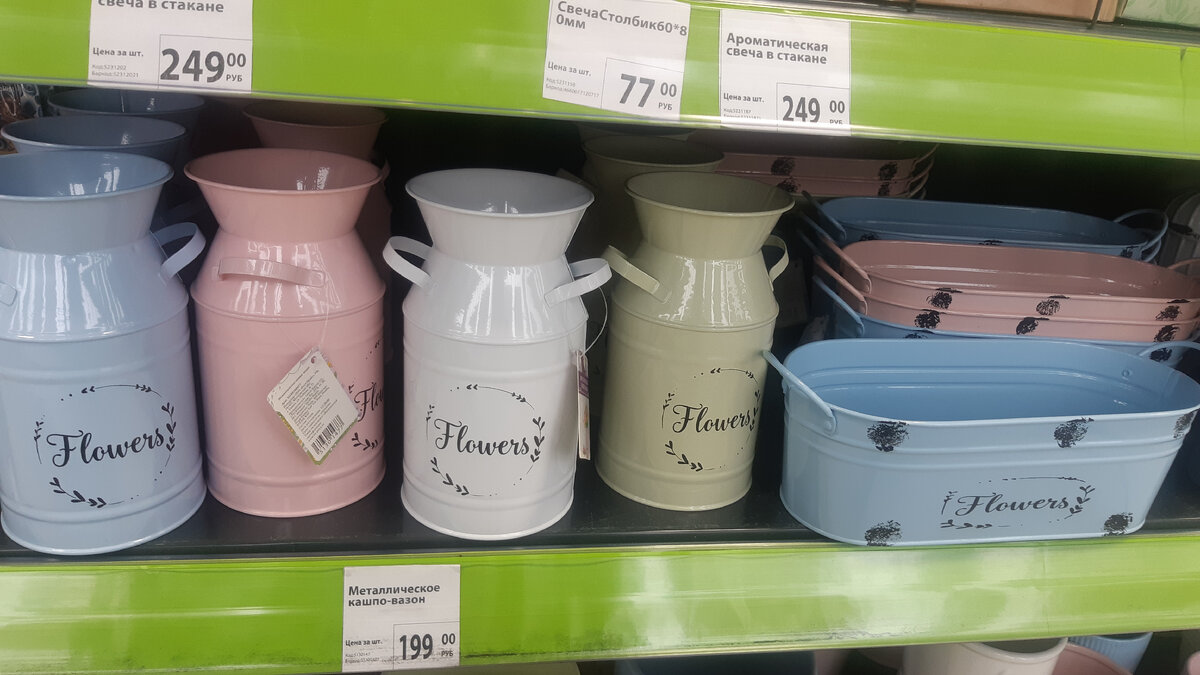 свеча в стакане
Цена за шт.
249 00
РУБ
СвечаСтолбик60*8
0мм
Цена за шт.
77 00
РУБ
Ароматическая
свеча в стакане
Цена за шт.
249 00
РУБ
Flowers
Flo
Flowers
Flowers
Flowers
Металлическое
кашпо-вазон
Цена за шт.
199 00
РУБ